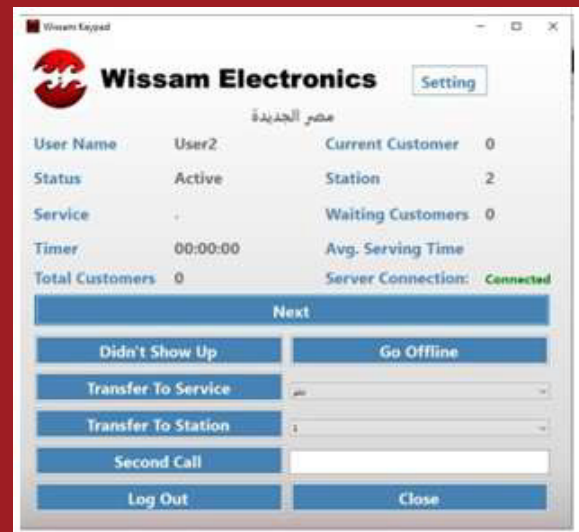 Wissam Keypad
Wissam Electronics Setting
مصر الجديدة
User Name User2 Current Customer 0
Status Active Station 2
Service . Waiting Customers 0
Timer 00:00:00 Avg. Serving Time
Total Customers 0 Server Connection: Connected
Next
Didn't Show Up Go Offline
Transfer To Service
Transfer To Station 1
Second Call
Log Out Close